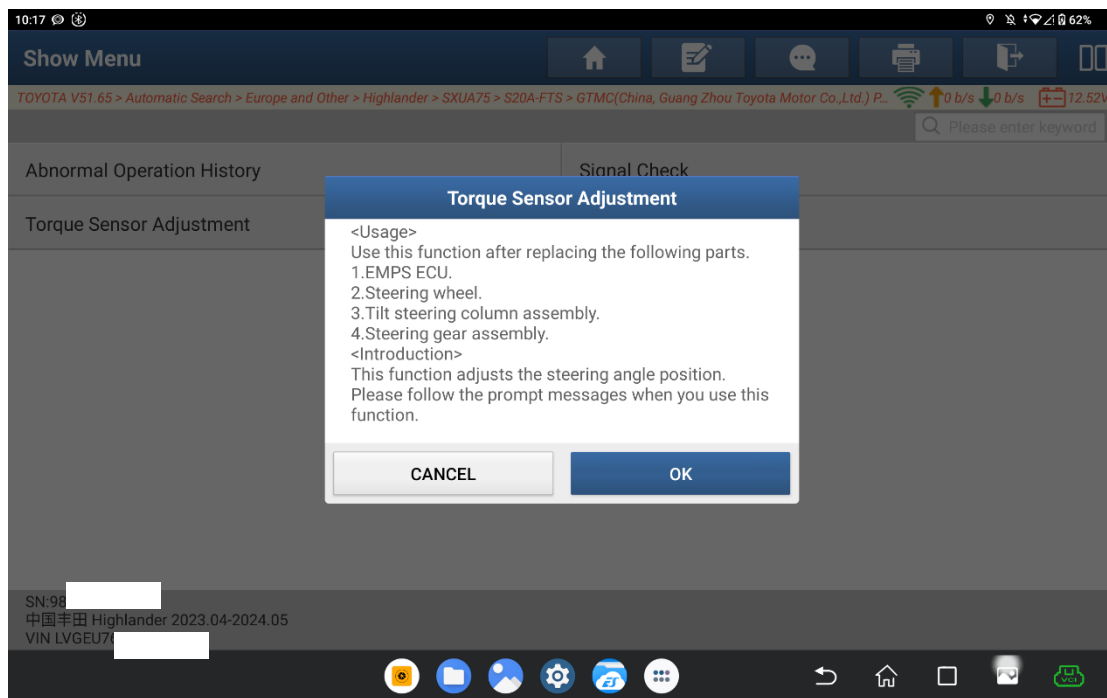 10:17
62%
Show Menu
TOYOTA V51.65 > Automatic Search > Europe and Other > Highlander > SXUA75 > S20A-FTS > GTMC(China, Guang Zhou Toyota Motor Co.,Ltd.) P... 0 b/s 0 b/s 12.52V
Please enter keyword
Abnormal Operation History
Signal Check
Torque Sensor Adjustment
Torque Sensor Adjustment
<Usage>
Use this function after replacing the following parts.
1.EMPS ECU.
2.Steering wheel.
3.Tilt steering column assembly.
4.Steering gear assembly.
<Introduction>
This function adjusts the steering angle position.
Please follow the prompt messages when you use this
function.
CANCEL
OK
SN:98
中国丰田 Highlander 2023.04-2024.05
VIN LVGEU7
VCI